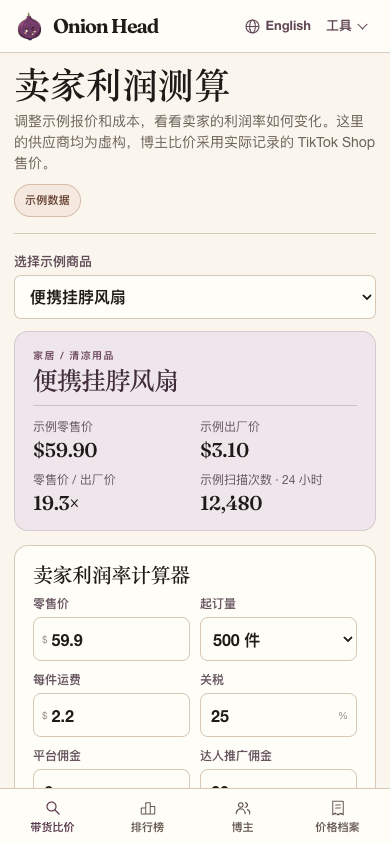 Onion Head
English 工具
卖家利润测算
调整示例报价和成本，看看卖家的利润率如何变化。这里
的供应商均为虚构，博主比价采用实际记录的 TikTok Shop
售价。
示例数据
选择示例商品
便携挂脖风扇
家居 / 清凉用品
便携挂脖风扇
示例零售价 示例出厂价
$59.90 $3.10
零售价 / 出厂价 示例扫描次数 · 24 小时
19.3× 12,480
卖家利润率计算器
零售价 起订量
$ 59.9 500 件
每件运费 关税
$ 2.2 25 %
平台佣金 达人推广佣金
带货比价 排行榜 博主 价格档案